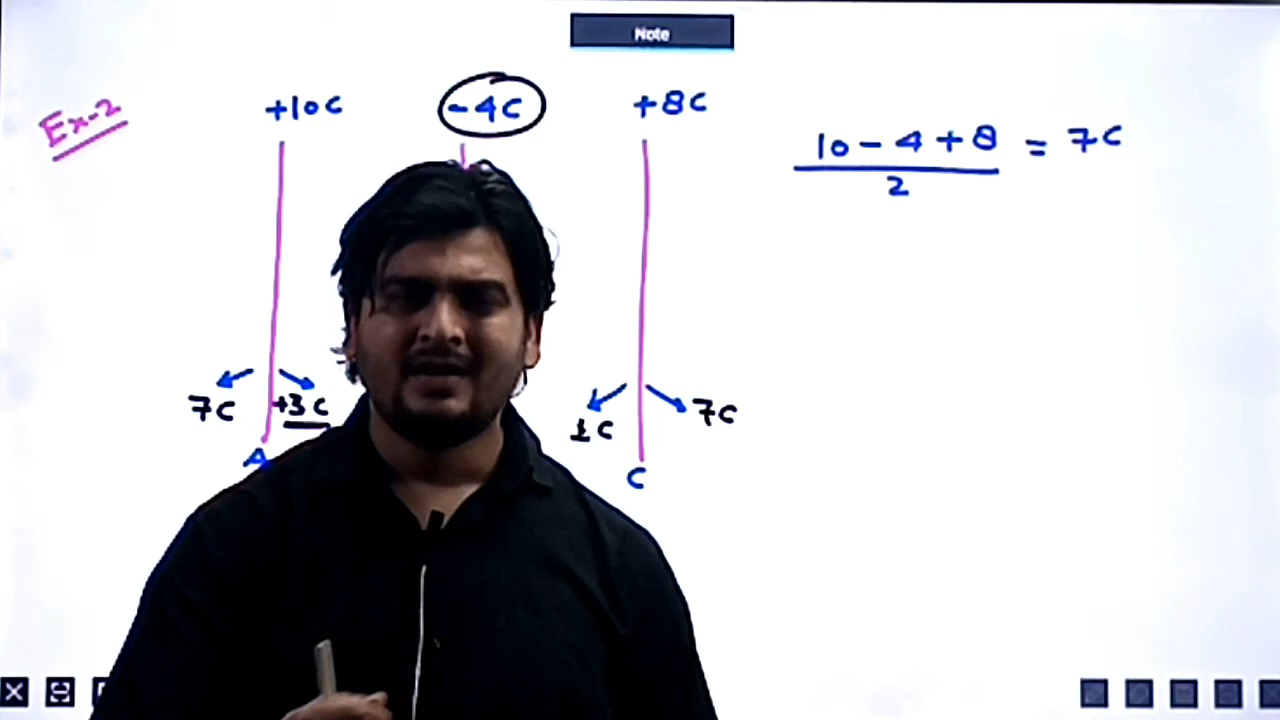 Note
Ex-2
+10C
-4C
+8C
10-4+8 = 7C
2
7C
+3C
1C
7C
A
C